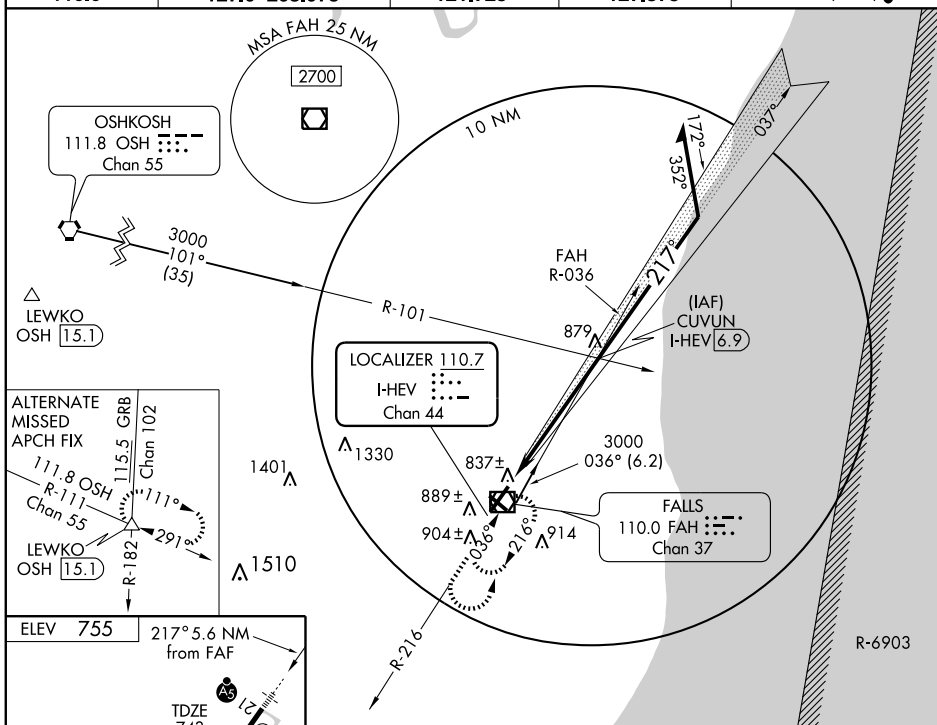 MSA FAH 25 NM
2700
OSHKOSH
111.8 OSH
Chan 55
10 NM
172°
352°
037°
3000
101°
(35)
FAH
R-036
217°
LEWKO
OSH 15.1
R-101
879
(IAF)
CUVUN
I-HEV 6.9
LOCALIZER 110.7
I-HEV
Chan 44
ALTERNATE
MISSED
APCH FIX
115.5 GRB
Chan 102
111.8 OSH
R-111
Chan 55
111°
291°
LEWKO
OSH 15.1
R-182
1401
1330
1510
837±
889±
904±
914
3000
036° (6.2)
036°
216°
FALLS
110.0 FAH
Chan 37
R-216
R-6903
ELEV 755
217° 5.6 NM
from FAF
A5
21
TDZE